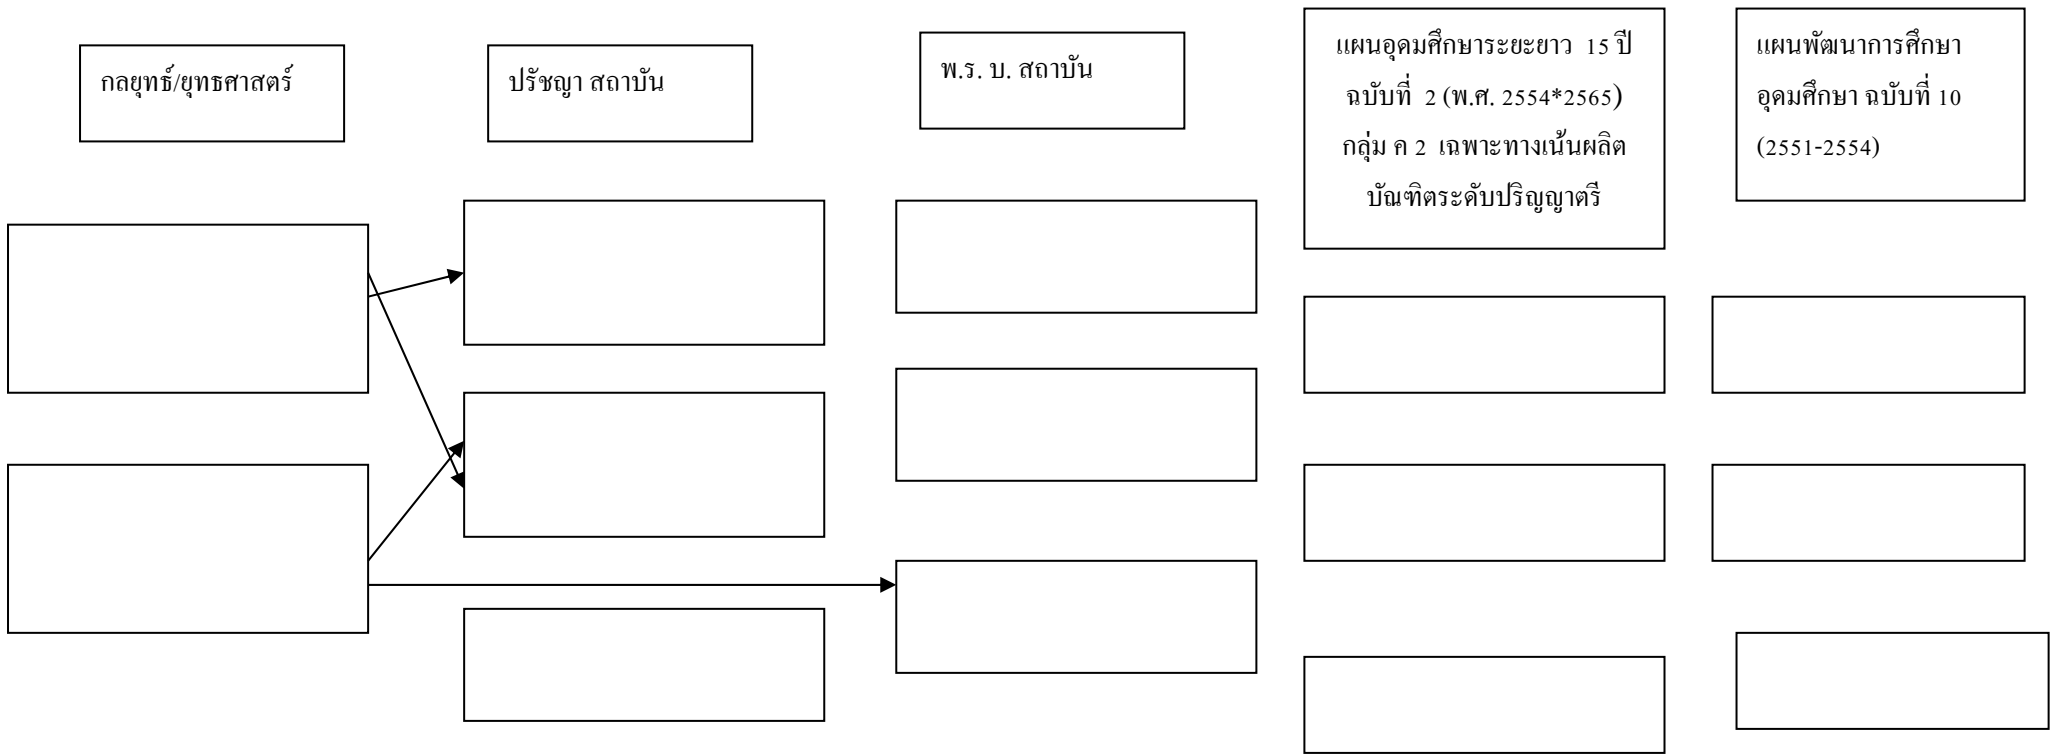 กลยุทธ์/ยุทธศาสตร์
ปรัชญา สถาบัน
พ.ร. บ. สถาบัน
แผนอุดมศึกษาระยะยาว 15 ปี
ฉบับที่ 2 (พ.ศ. 2554*2565)
กลุ่ม ค 2 เฉพาะทางเน้นผลิต
บัณฑิตระดับปริญญาตรี
แผนพัฒนาการศึกษา
อุดมศึกษา ฉบับที่ 10
(2551-2554)